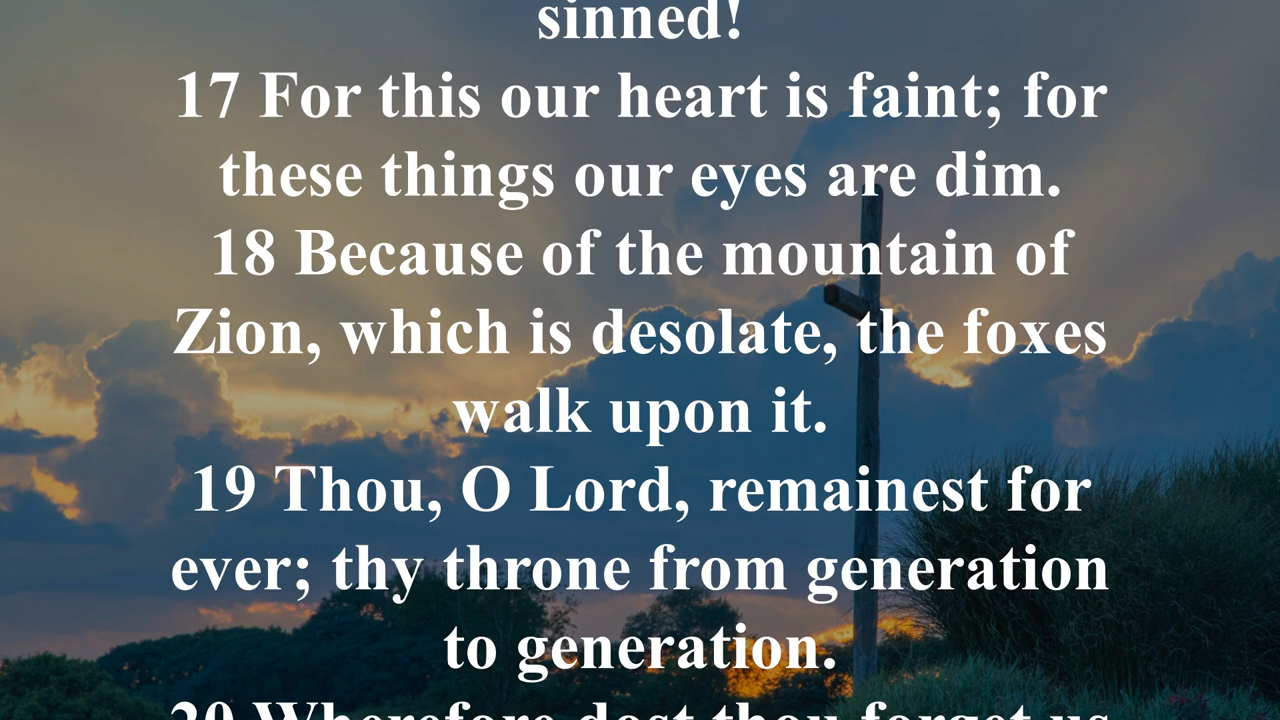 sinned!
17 For this our heart is faint; for
these things our eyes are dim.
18 Because of the mountain of
Zion, which is desolate, the foxes
walk upon it.
19 Thou, O Lord, remainest for
ever; thy throne from generation
to generation.
20 Wherefore dost thou forget us